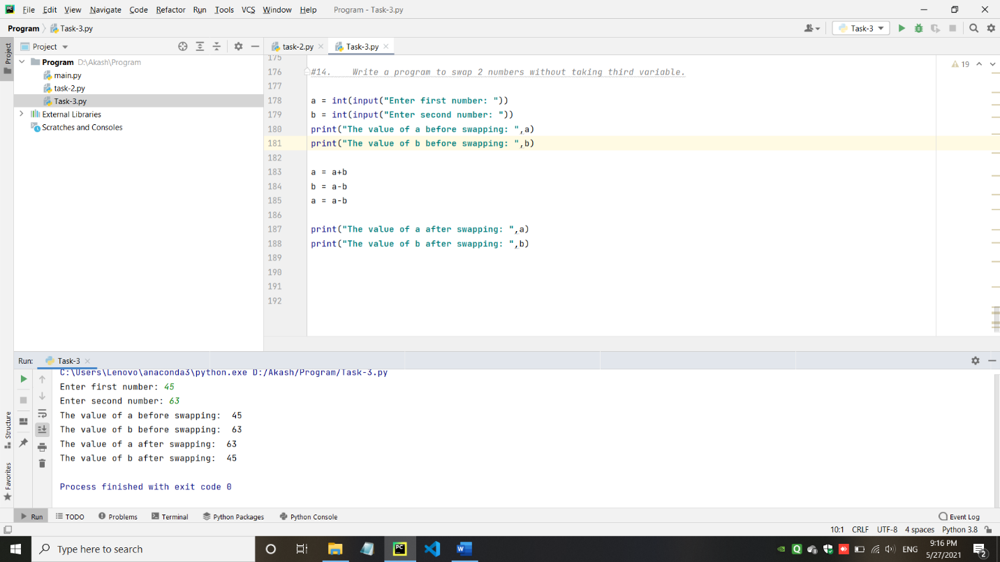 File Edit View Navigate Code Refactor Run Tools VCS Window Help Program - Task-3.py
Program Task-3.py
Task-3
Project
Project
task-2.py
Task-3.py
Program D:\Akash\Program
main.py
task-2.py
Task-3.py
External Libraries
Scratches and Consoles
175
176 #14. Write a program to swap 2 numbers without taking third variable.
177
178 a = int(input("Enter first number: "))
179 b = int(input("Enter second number: "))
180 print("The value of a before swapping: ",a)
181 print("The value of b before swapping: ",b)
182
183 a = a+b
184 b = a-b
185 a = a-b
186
187 print("The value of a after swapping: ",a)
188 print("The value of b after swapping: ",b)
189
190
191
192
19
Run: Task-3
C:\Users\Lenovo\anaconda3\python.exe D:/Akash/Program/Task-3.py
Enter first number: 45
Enter second number: 63
The value of a before swapping:  45
The value of b before swapping:  63
The value of a after swapping:  63
The value of b after swapping:  45
Process finished with exit code 0
Structure
Favorites
Run TODO Problems Terminal Python Packages Python Console Event Log
10:1 CRLF UTF-8 4 spaces Python 3.8
Type here to search
PC
ENG
9:16 PM
5/27/2021
2